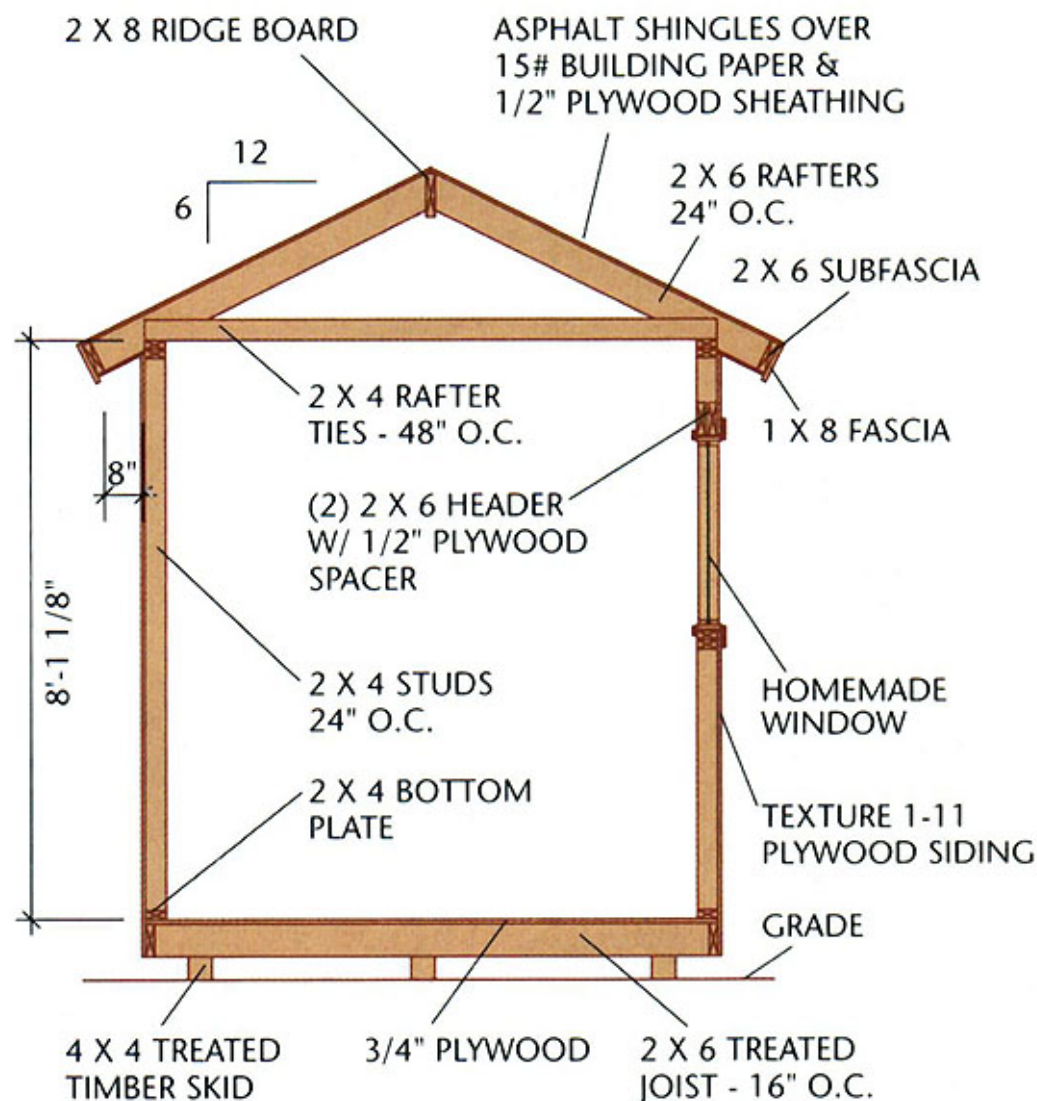 2 X 8 RIDGE BOARD
ASPHALT SHINGLES OVER
15# BUILDING PAPER &
1/2" PLYWOOD SHEATHING
12
6
2 X 6 RAFTERS
24" O.C.
2 X 6 SUBFASCIA
2 X 4 RAFTER
TIES - 48" O.C.
1 X 8 FASCIA
8"
(2) 2 X 6 HEADER
W/ 1/2" PLYWOOD
SPACER
8'-1 1/8"
2 X 4 STUDS
24" O.C.
HOMEMADE
WINDOW
2 X 4 BOTTOM
PLATE
TEXTURE 1-11
PLYWOOD SIDING
GRADE
4 X 4 TREATED
TIMBER SKID
3/4" PLYWOOD
2 X 6 TREATED
JOIST - 16" O.C.